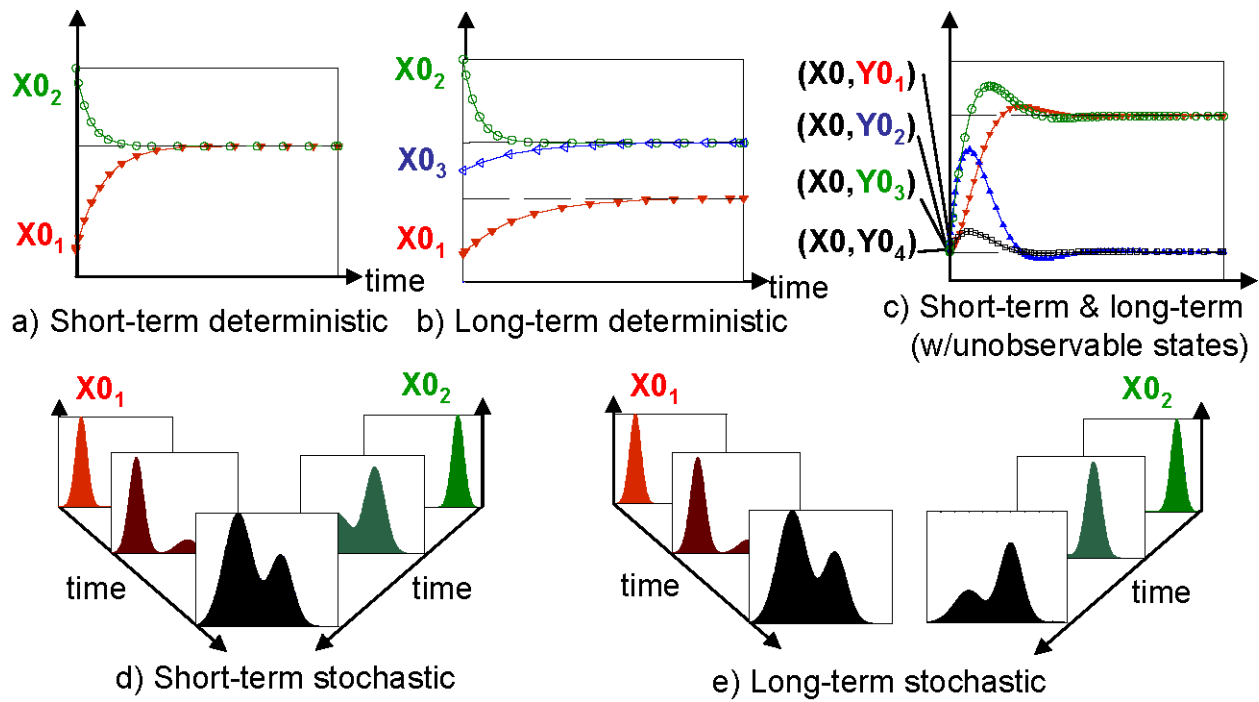 X0₂
X0₁
time
a) Short-term deterministic
X0₂
X0₃
X0₁
time
b) Long-term deterministic
(X0,Y0₁)
(X0,Y0₂)
(X0,Y0₃)
(X0,Y0₄)
c) Short-term & long-term
(w/unobservable states)
X0₁
X0₂
time
time
d) Short-term stochastic
X0₁
X0₂
time
time
e) Long-term stochastic